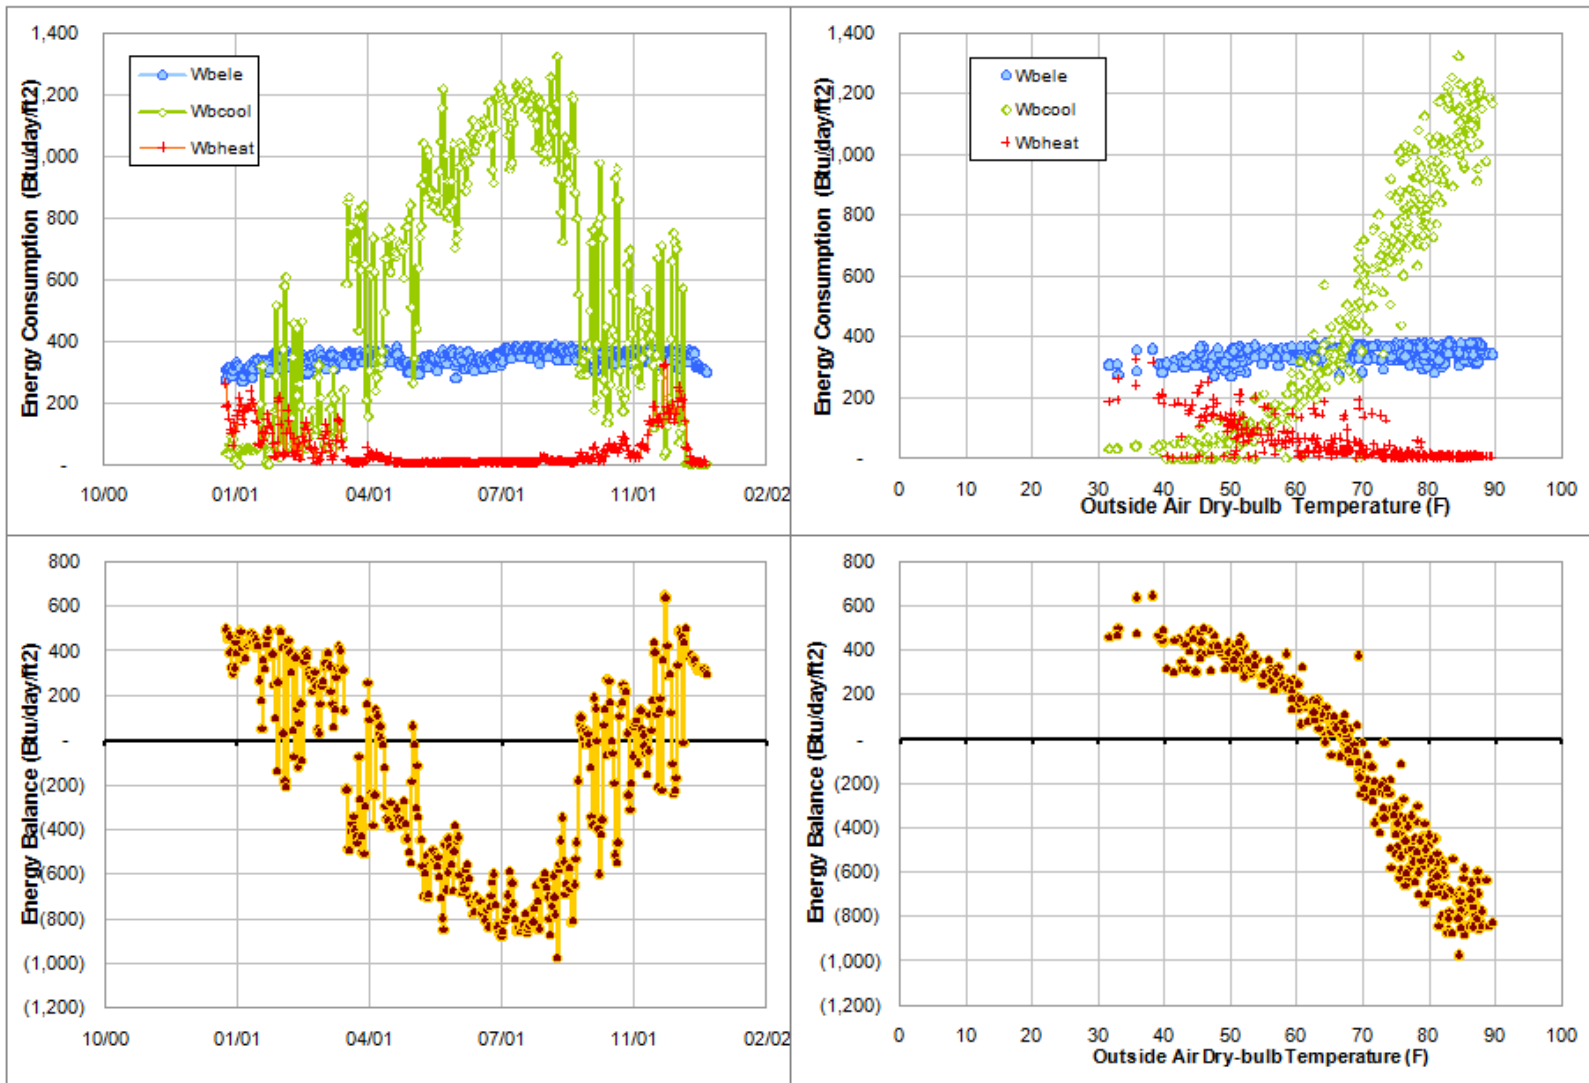 1,400
1,200
1,000
800
600
400
200
-
Energy Consumption (Btu/day/ft2)
Wbele
Wbcool
Wbheat
10/00 01/01 04/01 07/01 11/01 02/02
1,400
1,200
1,000
800
600
400
200
-
Energy Consumption (Btu/day/ft2)
Wbele
Wbcool
Wbheat
0 10 20 30 40 50 60 70 80 90 100
Outside Air Dry-bulb Temperature (F)
800
600
400
200
-
(200)
(400)
(600)
(800)
(1,000)
(1,200)
Energy Balance (Btu/day/ft2)
10/00 01/01 04/01 07/01 11/01 02/02
800
600
400
200
-
(200)
(400)
(600)
(800)
(1,000)
(1,200)
Energy Balance (Btu/day/ft2)
0 10 20 30 40 50 60 70 80 90 100
Outside Air Dry-bulb Temperature (F)